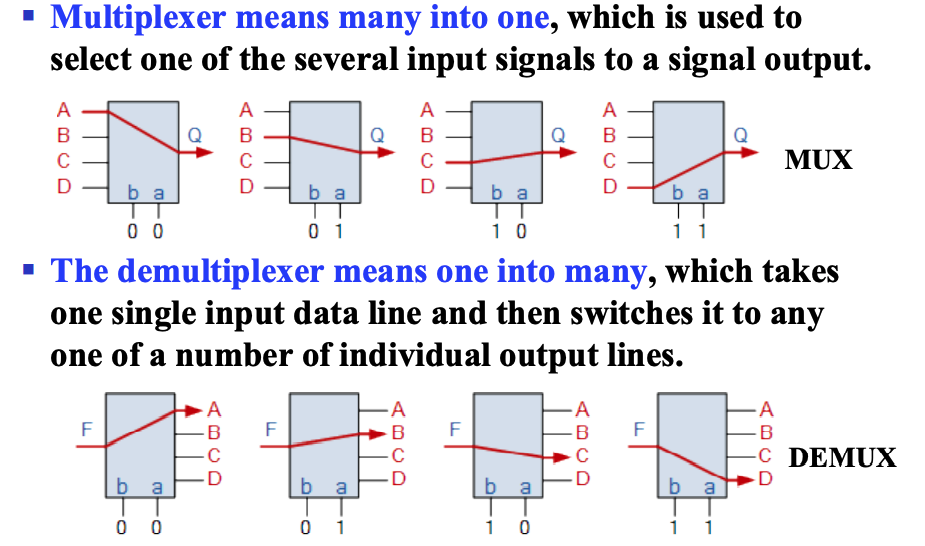 ▪ Multiplexer means many into one, which is used to
select one of the several input signals to a signal output.
A A A A
B Q B Q B Q B Q
C C C C MUX
D D D D
b a b a b a b a
0 0 0 1 1 0 1 1
▪ The demultiplexer means one into many, which takes
one single input data line and then switches it to any
one of a number of individual output lines.
A A A A
F B F B F B F B
C C C C DEMUX
D D D D
b a b a b a b a
0 0 0 1 1 0 1 1